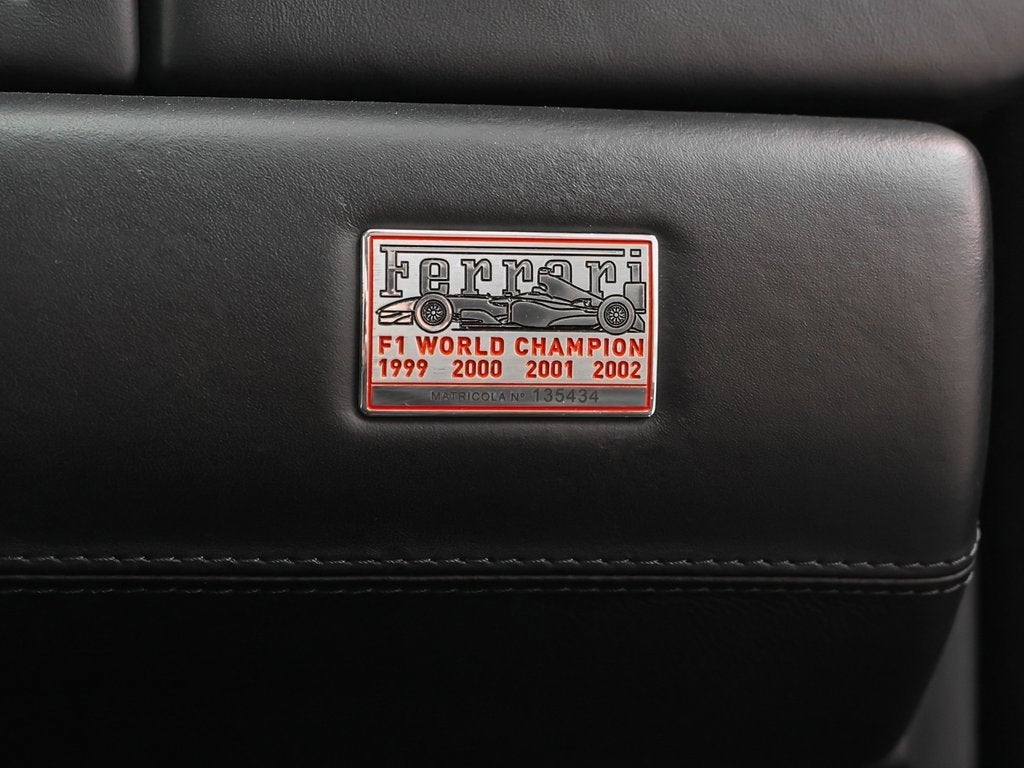 Ferrari
F1 WORLD CHAMPION
1999 2000 2001 2002
MATRICOLA Nº 135434